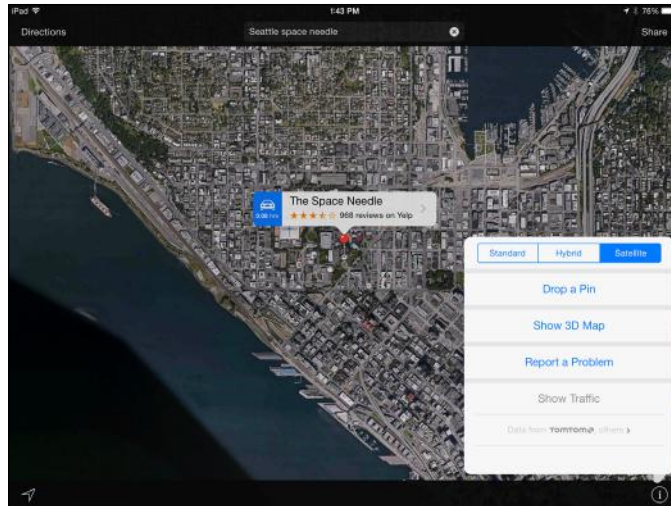 iPad 1:43 PM 76%
Directions Seattle space needle Share
The Space Needle
968 reviews on Yelp
Standard Hybrid Satellite
Drop a Pin
Show 3D Map
Report a Problem
Show Traffic
Data from TomTom, others >